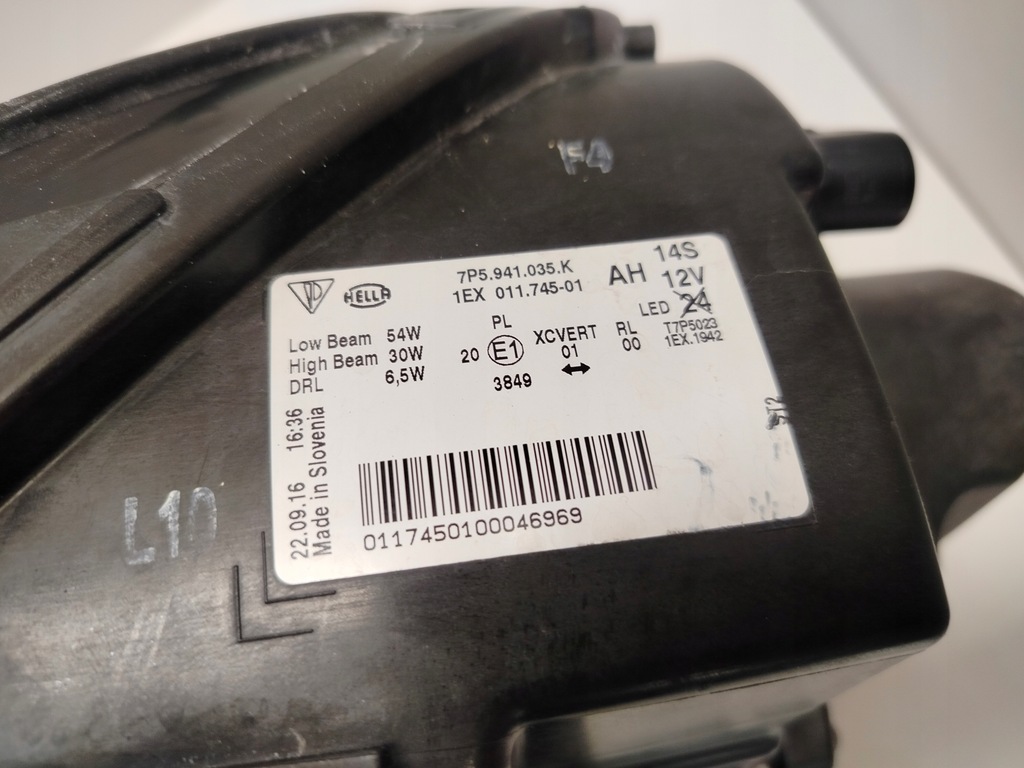 F4
HELLA
7P5.941.035.K
1EX 011.745-01
AH
14S
12V
LED 24
T7P5023
1EX.1942
Low Beam 54W
High Beam 30W
DRL 6,5W
PL
20 E1
3849
XCVERT
01
RL
00
22.09.16 16:36
Made in Slovenia
0117450100046969
L10